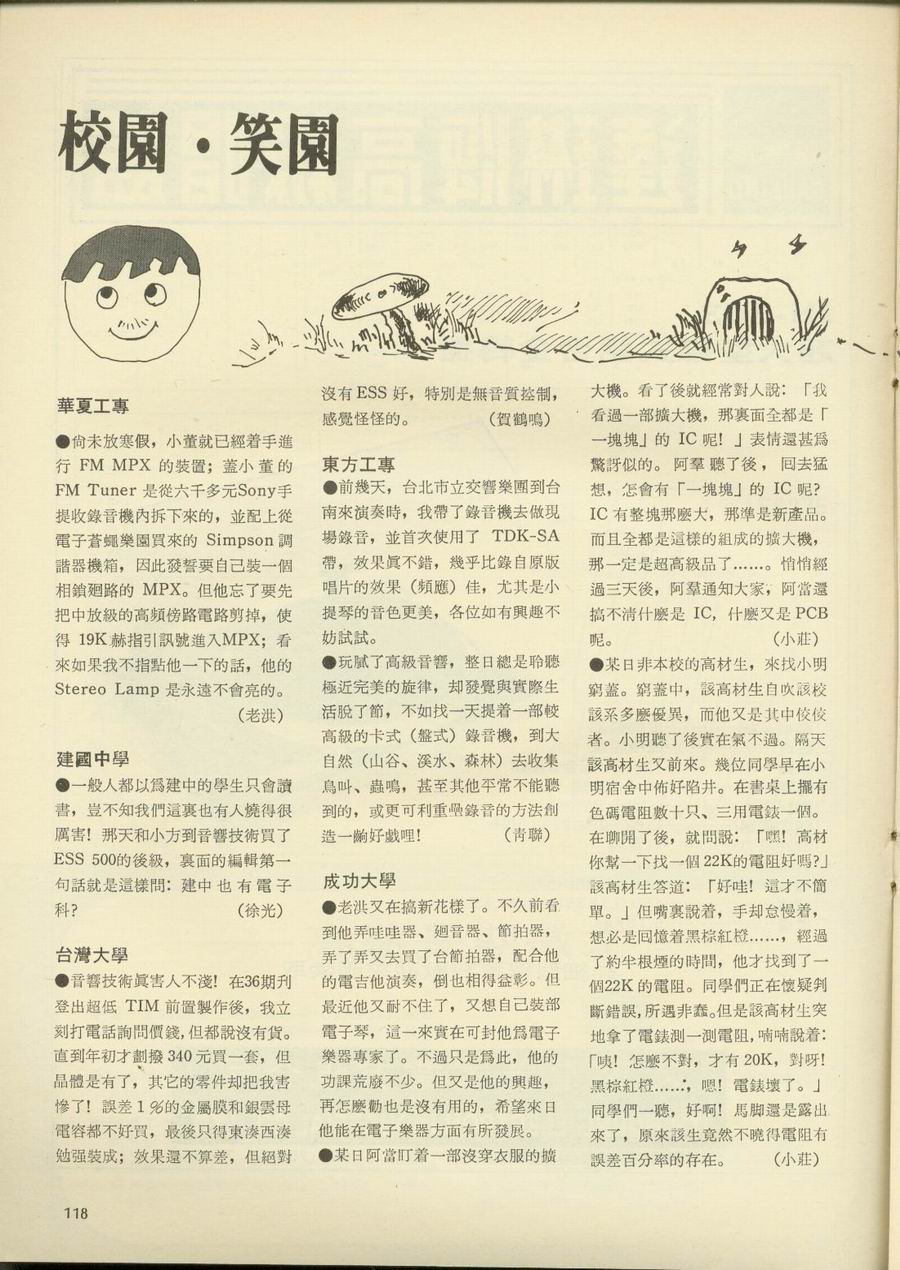 校園·笑園
華夏工專
●尙未放寒假，小董就已經着手進
行 FM MPX 的裝置；蓋小董的
FM Tuner 是從六千多元Sony手
提收錄音機內拆下來的，並配上從
電子蒼蠅樂園買來的 Simpson 調
諧器機箱，因此發誓要自己裝一個
相鎖廻路的 MPX。但他忘了要先
把中放級的高頻傍路電路剪掉，使
得 19K 赫指引訊號進入MPX；看
來如果我不指點他一下的話，他的
Stereo Lamp 是永遠不會亮的。
（老洪）
建國中學
●一般人都以爲建中的學生只會讀
書，豈不知我們這裏也有人燒得很
厲害！那天和小方到音響技術買了
ESS 500的後級，裏面的編輯第一
句話就是這樣問：建中也有電子
科？（徐光）
台灣大學
●音響技術眞害人不淺！在36期刋
登出超低 TIM 前置製作後，我立
刻打電話詢問價錢，但都說沒有貨。
直到年初才劃撥 340 元買一套，但
晶體是有了，其它的零件却把我害
慘了！誤差１％的金屬膜和銀雲母
電容都不好買，最後只得東湊西湊
勉强裝成；效果還不算差，但絕對
沒有 ESS 好，特別是無音質控制，
感覺怪怪的。（賀鶴鳴）
東方工專
●前幾天，台北市立交響樂團到台
南來演奏時，我帶了錄音機去做現
場錄音，並首次使用了 TDK-SA
帶，效果眞不錯，幾乎比錄自原版
唱片的效果（頻應）佳，尤其是小
提琴的音色更美，各位如有興趣不
妨試試。
●玩膩了高級音響，整日總是聆聽
極近完美的旋律，却發覺與實際生
活脫了節，不如找一天提着一部較
高級的卡式（盤式）錄音機，到大
自然（山谷、溪水、森林）去收集
鳥叫、蟲鳴，甚至其他平常不能聽
到的，或更可利重壘錄音的方法創
造一齣好戲哩！（靑聯）
成功大學
●老洪又在搞新花樣了。不久前看
到他弄哇哇器、廻音器、節拍器，
弄了弄又去買了台節拍器，配合他
的電吉他演奏，倒也相得益彰。但
最近他又耐不住了，又想自己裝部
電子琴，這一來實在可封他爲電子
樂器專家了。不過只是爲此，他的
功課荒廢不少。但又是他的興趣，
再怎麽勸也是沒有用的，希望來日
他能在電子樂器方面有所發展。
●某日阿當盯着一部沒穿衣服的擴
大機。看了後就經常對人說：「我
看過一部擴大機，那裏面全都是「
一塊塊」的 IC 呢！」表情還甚爲
驚訝似的。阿羣聽了後，回去猛
想，怎會有「一塊塊」的 IC 呢？
IC 有整塊那麽大，那準是新產品。
而且全都是這樣的組成的擴大機，
那一定是超高級品了……。悄悄經
過三天後，阿羣通知大家，阿當還
搞不淸什麽是 IC，什麽又是PCB
呢。（小莊）
●某日非本校的高材生，來找小明
窮蓋。窮蓋中，該高材生自吹該校
該系多麽優異，而他又是其中佼佼
者。小明聽了後實在氣不過。隔天
該高材生又前來。幾位同學早在小
明宿舍中佈好陷井。在書桌上擺有
色碼電阻數十只、三用電錶一個。
在聊開了後，就問說：「嘿！高材
你幫一下找一個22K的電阻好嗎？」
該高材生答道：「好哇！這才不簡
單。」但嘴裏說着，手却怠慢着，
想必是回憶着黑棕紅橙……，經過
了約半根煙的時間，他才找到了一
個22K 的電阻。同學們正在懷疑判
斷錯誤，所遇非蠢。但是該高材生突
地拿了電錶測一測電阻，喃喃說着：
「咦！怎麽不對，才有 20K，對呀！
黑棕紅橙……，嗯！電錶壞了。」
同學們一聽，好啊！馬脚還是露出
來了，原來該生竟然不曉得電阻有
誤差百分率的存在。（小莊）
118